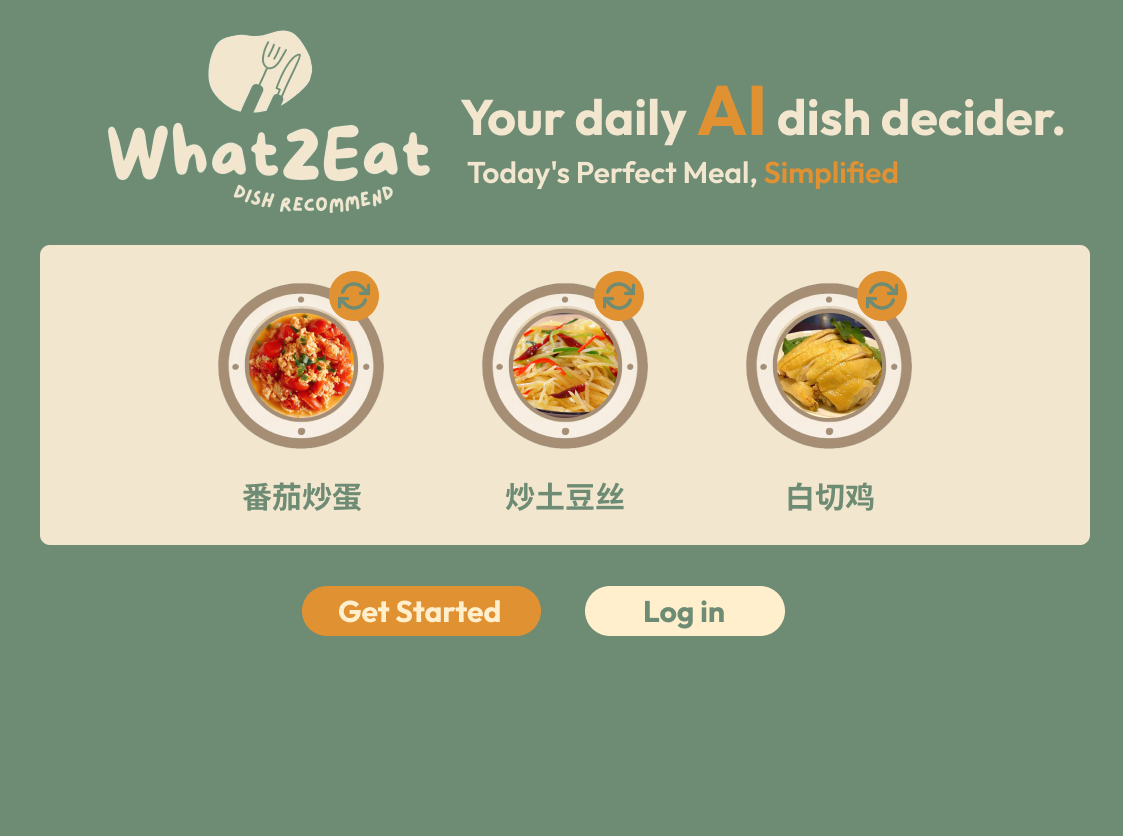 What2Eat
DISH RECOMMEND
Your daily AI dish decider.
Today's Perfect Meal, Simplified
番茄炒蛋
炒土豆丝
白切鸡
Get Started
Log in